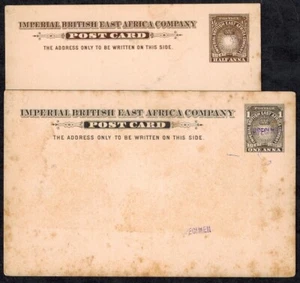 IMPERIAL BRITISH EAST AFRICA COMPANY
POST CARD
THE ADDRESS ONLY TO BE WRITTEN ON THIS SIDE.
HALF ANNA
IMPERIAL BRITISH EAST AFRICA COMPANY
POST CARD
THE ADDRESS ONLY TO BE WRITTEN ON THIS SIDE.
1
ONE ANNA